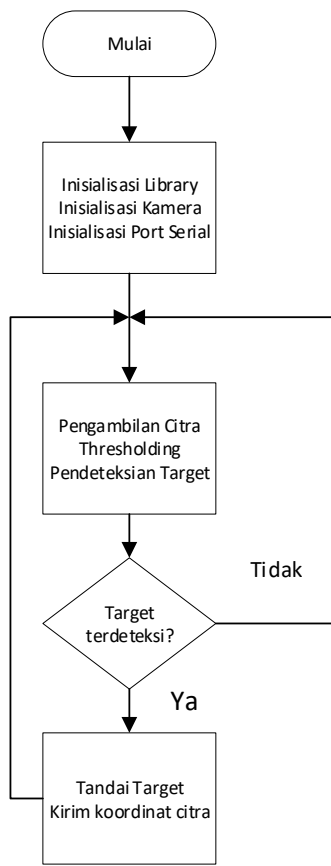 Mulai
Inisialisasi Library
Inisialisasi Kamera
Inisialisasi Port Serial
Pengambilan Citra
Thresholding
Pendeteksian Target
Tidak
Target
terdeteksi?
Ya
Tandai Target
Kirim koordinat citra